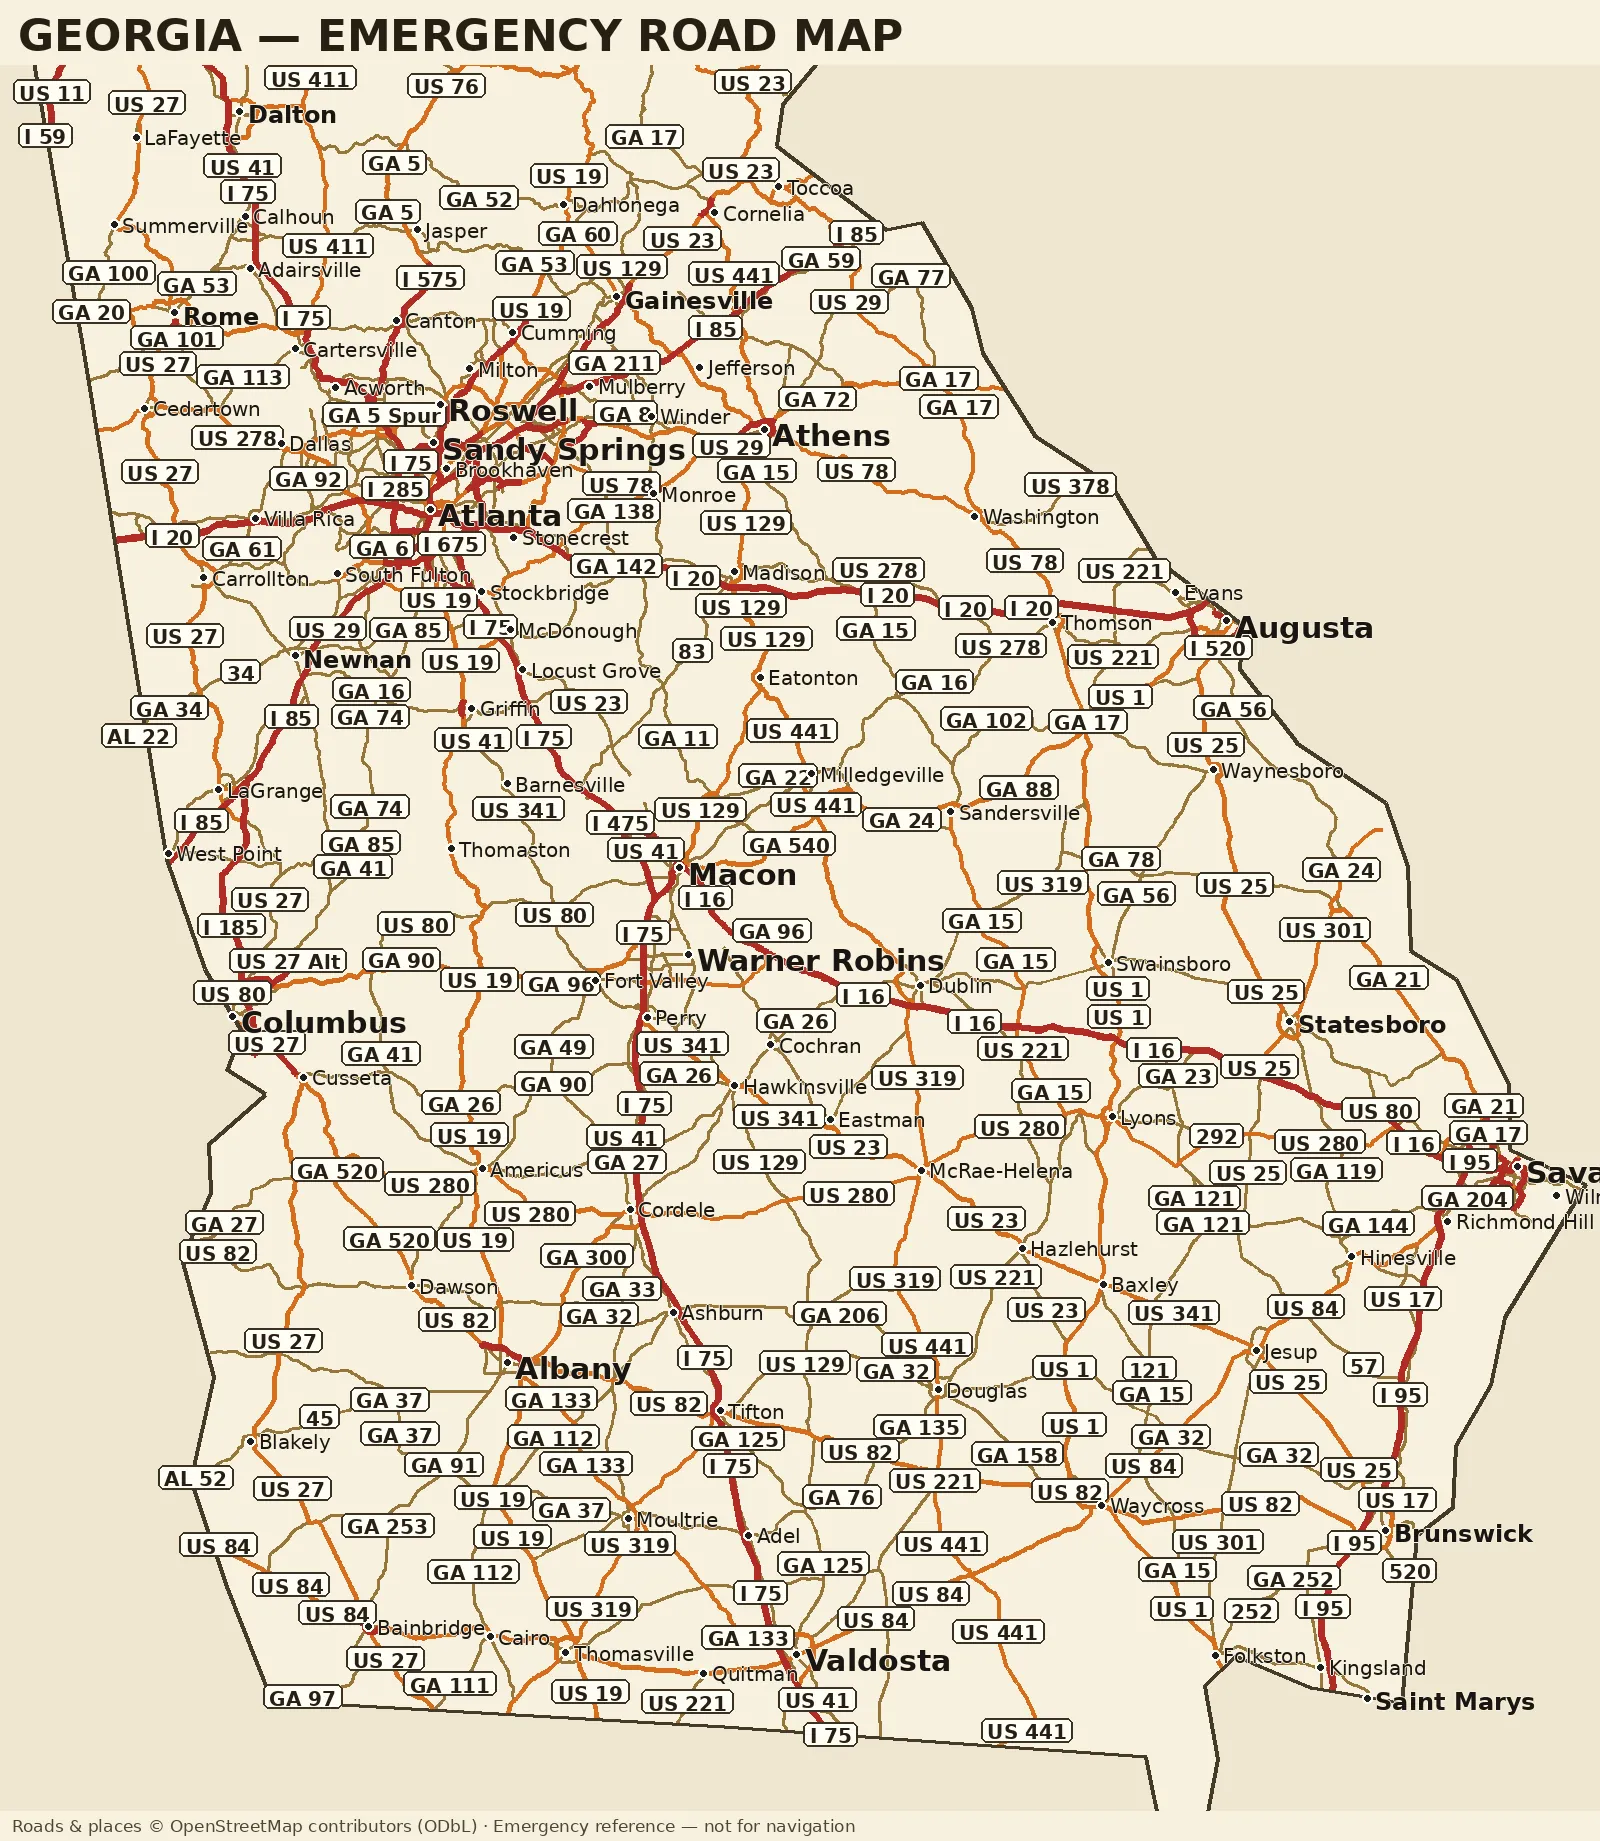 GEORGIA — EMERGENCY ROAD MAP
US 411
US 76
US 23
US 11
US 27
Dalton
I 59
LaFayette
GA 17
US 41
GA 5
US 23
US 19
I 75
Toccoa
GA 52
Dahlonega
Cornelia
GA 5
Calhoun
Summerville
Jasper
GA 60
US 23
I 85
US 411
GA 59
GA 53
US 129
US 441
GA 77
GA 100
Adairsville
GA 53
I 575
Gainesville
US 29
GA 20
Rome
I 75
US 19
Canton
Cumming
I 85
GA 101
Cartersville
US 27
GA 211
Jefferson
GA 113
Milton
GA 17
Acworth
Mulberry
GA 72
GA 17
Cedartown
GA 5 Spur
Roswell
GA 8
Winder
US 278
Dallas
Sandy Springs
US 29
Athens
I 75
Brookhaven
US 27
GA 15
US 78
GA 92
I 285
US 78
Monroe
US 378
GA 138
Atlanta
US 129
Washington
Villa Rica
I 20
GA 61
GA 6
I 675
Stonecrest
US 78
Carrollton
South Fulton
GA 142
I 20
Madison
US 278
US 221
US 19
Stockbridge
US 129
I 20
I 20
I 20
Evans
US 27
US 29
GA 85
I 75
McDonough
US 129
GA 15
Thomson
Augusta
US 278
I 520
83
US 221
Newnan
US 19
Locust Grove
34
Eatonton
GA 16
GA 16
US 1
US 23
GA 34
I 85
GA 74
Griffin
GA 102
GA 17
GA 56
AL 22
US 41
I 75
GA 11
US 441
US 25
Waynesboro
GA 22
Milledgeville
LaGrange
Barnesville
GA 88
GA 74
US 341
US 129
US 441
GA 24
Sandersville
I 85
I 475
GA 85
US 41
GA 540
West Point
Thomaston
GA 78
GA 41
GA 24
Macon
US 319
GA 56
US 25
US 27
I 16
US 80
US 80
I 185
I 75
GA 96
GA 15
US 301
US 27 Alt
GA 90
Warner Robins
GA 15
Swainsboro
US 19
GA 96
Fort Valley
GA 21
US 80
Dublin
US 1
US 25
I 16
Columbus
Perry
GA 26
I 16
US 1
Statesboro
US 27
GA 41
GA 49
US 341
Cochran
US 221
I 16
Cusseta
GA 90
GA 26
Hawkinsville
US 319
GA 23
US 25
GA 26
I 75
GA 15
US 341
Eastman
Lyons
US 80
GA 21
US 19
US 41
US 23
US 280
292
US 280
I 16
GA 17
GA 520
Americus
GA 27
US 129
McRae-Helena
US 25
GA 119
I 95
Sava
US 280
US 280
GA 121
GA 204
Wilr
GA 27
US 280
Cordele
US 23
GA 121
GA 144
Richmond Hill
US 82
GA 520
US 19
GA 300
Hazlehurst
Hinesville
Dawson
GA 33
US 319
US 221
Baxley
US 82
GA 32
Ashburn
GA 206
US 23
US 341
US 84
US 17
US 27
US 441
Jesup
Albany
I 75
US 129
GA 32
US 1
121
57
Douglas
GA 15
US 25
I 95
GA 37
GA 133
US 82
Tifton
45
GA 37
GA 112
GA 125
GA 135
US 1
GA 32
Blakely
US 82
GA 158
GA 32
GA 91
GA 133
I 75
US 84
US 25
AL 52
US 27
US 19
GA 76
US 221
US 82
Waycross
US 82
US 17
GA 37
GA 253
Moultrie
US 84
US 19
US 319
Adel
US 441
US 301
I 95
Brunswick
GA 112
GA 125
GA 15
GA 252
520
US 84
I 75
US 84
US 84
US 319
US 84
US 1
252
I 95
Bainbridge
Cairo
GA 133
US 441
US 27
Thomasville
Valdosta
Folkston
Kingsland
GA 111
Quitman
GA 97
US 19
US 221
US 41
Saint Marys
I 75
US 441
Roads & places © OpenStreetMap contributors (ODbL) · Emergency reference — not for navigation